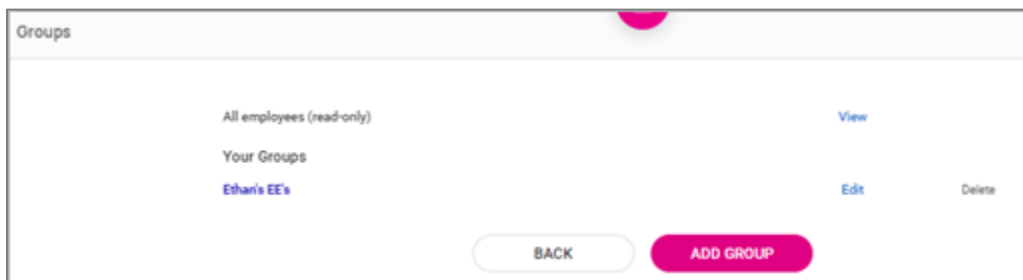 Groups
All employees (read-only) View
Your Groups
Ethan's EE's Edit Delete
BACK ADD GROUP